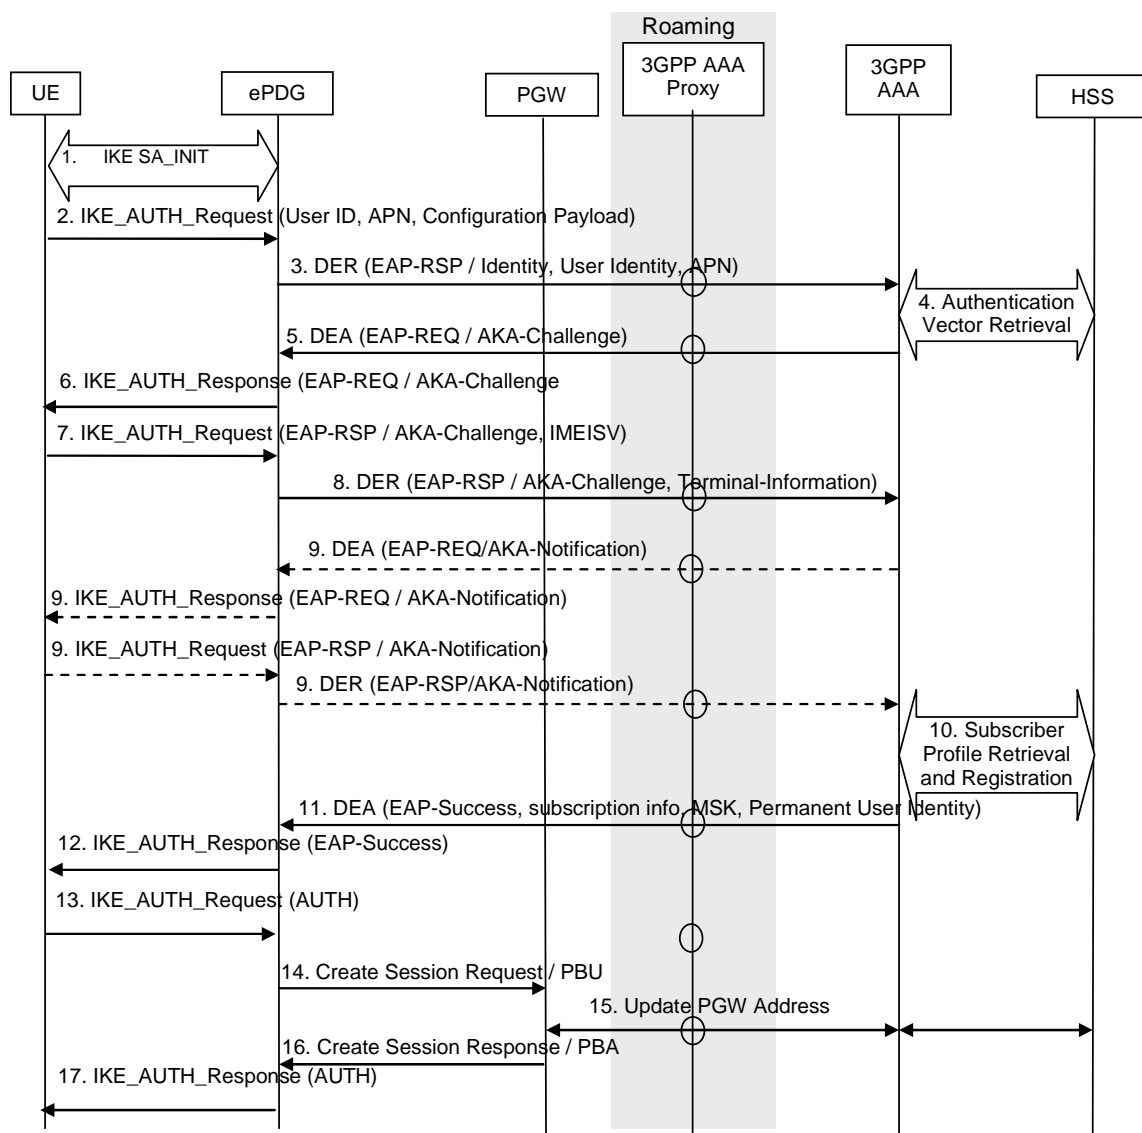 Roaming
UE
ePDG
PGW
3GPP AAA
Proxy
3GPP
AAA
HSS
1. IKE SA_INIT
2. IKE_AUTH_Request (User ID, APN, Configuration Payload)
3. DER (EAP-RSP / Identity, User Identity, APN)
4. Authentication
Vector Retrieval
5. DEA (EAP-REQ / AKA-Challenge)
6. IKE_AUTH_Response (EAP-REQ / AKA-Challenge
7. IKE_AUTH_Request (EAP-RSP / AKA-Challenge, IMEISV)
8. DER (EAP-RSP / AKA-Challenge, Terminal-Information)
9. DEA (EAP-REQ/AKA-Notification)
9. IKE_AUTH_Response (EAP-REQ / AKA-Notification)
9. IKE_AUTH_Request (EAP-RSP / AKA-Notification)
9. DER (EAP-RSP/AKA-Notification)
10. Subscriber
Profile Retrieval
and Registration
11. DEA (EAP-Success, subscription info, MSK, Permanent User Identity)
12. IKE_AUTH_Response (EAP-Success)
13. IKE_AUTH_Request (AUTH)
14. Create Session Request / PBU
15. Update PGW Address
16. Create Session Response / PBA
17. IKE_AUTH_Response (AUTH)